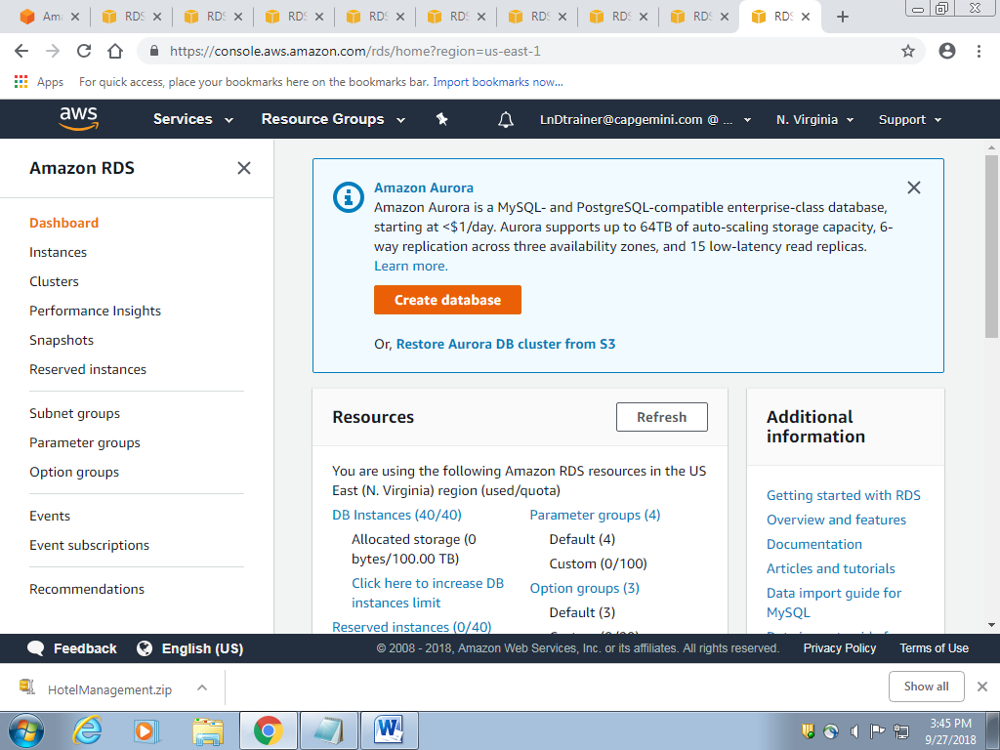 Am
RDS
RDS
RDS
RDS
RDS
RDS
RDS
RDS
RDS
https://console.aws.amazon.com/rds/home?region=us-east-1
Apps For quick access, place your bookmarks here on the bookmarks bar. Import bookmarks now...
aws Services Resource Groups LnDtrainer@capgemini.com @ ... N. Virginia Support
Amazon RDS
Dashboard
Instances
Clusters
Performance Insights
Snapshots
Reserved instances
Subnet groups
Parameter groups
Option groups
Events
Event subscriptions
Recommendations
Amazon Aurora
Amazon Aurora is a MySQL- and PostgreSQL-compatible enterprise-class database,
starting at <$1/day. Aurora supports up to 64TB of auto-scaling storage capacity, 6-
way replication across three availability zones, and 15 low-latency read replicas.
Learn more.
Create database
Or, Restore Aurora DB cluster from S3
Resources
Refresh
You are using the following Amazon RDS resources in the US
East (N. Virginia) region (used/quota)
DB Instances (40/40)
Allocated storage (0
bytes/100.00 TB)
Click here to increase DB
instances limit
Reserved instances (0/40)
Parameter groups (4)
Default (4)
Custom (0/100)
Option groups (3)
Default (3)
Additional
information
Getting started with RDS
Overview and features
Documentation
Articles and tutorials
Data import guide for
MySQL
Feedback English (US) © 2008 - 2018, Amazon Web Services, Inc. or its affiliates. All rights reserved. Privacy Policy Terms of Use
HotelManagement.zip
Show all
3:45 PM
9/27/2018